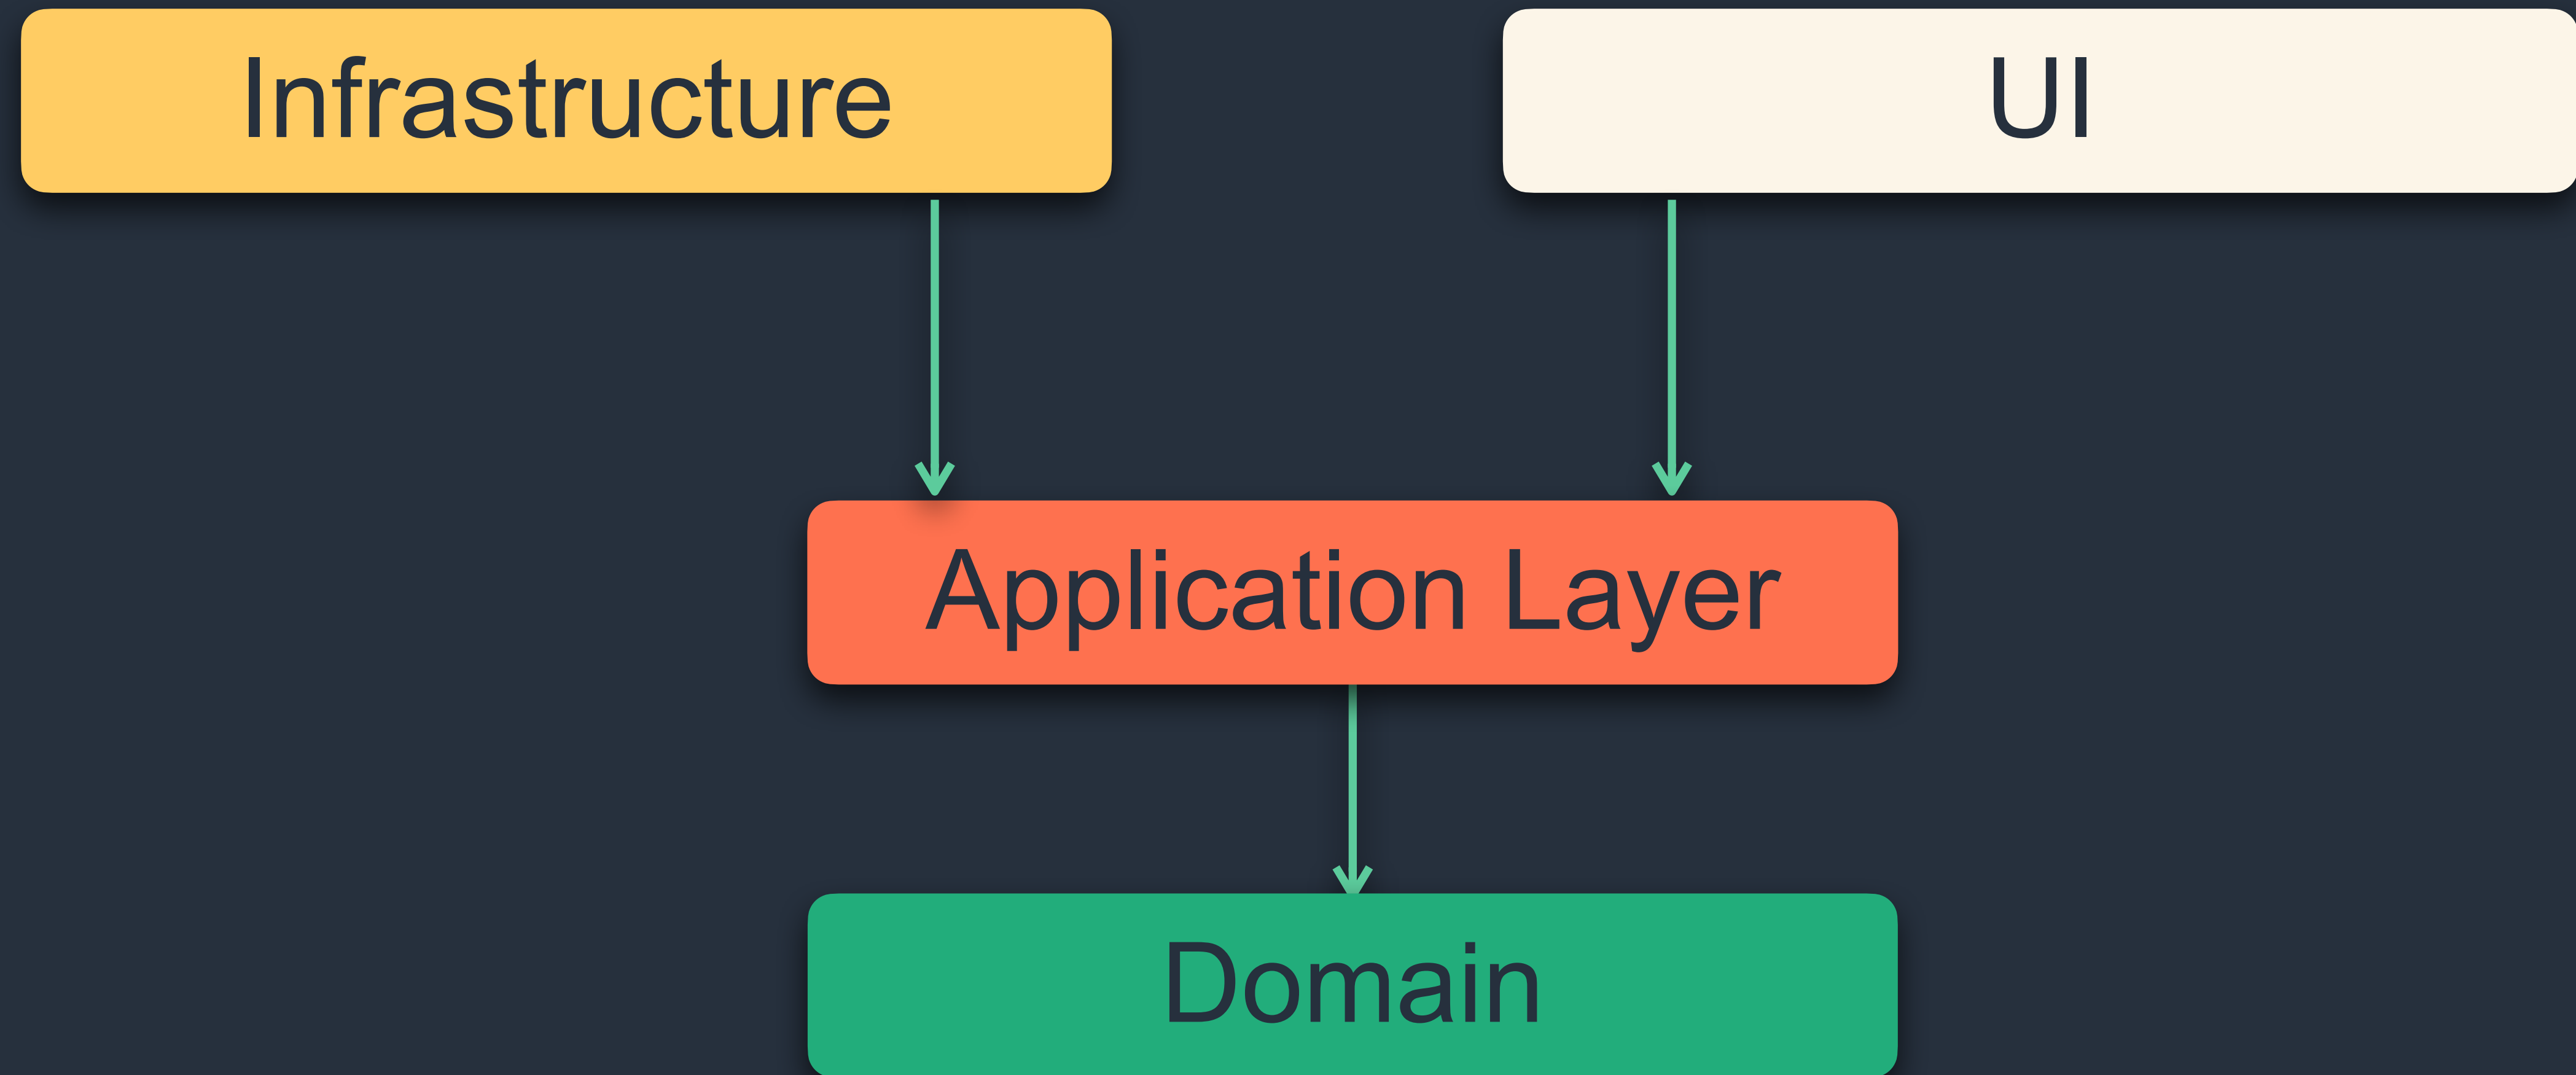 Infrastructure
UI
Application Layer
Domain